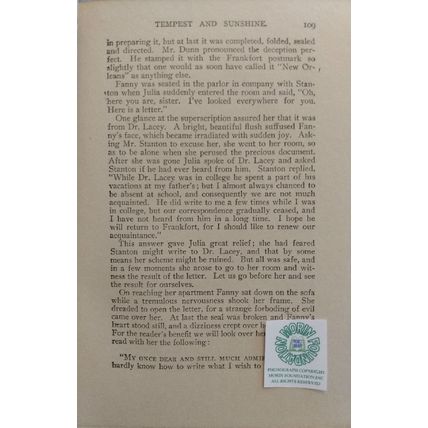 TEMPEST AND SUNSHINE. 109
in preparing it, but at last it was completed, folded, sealed
and directed. Mr. Dunn pronounced the deception per-
fect. He stamped it with the Frankfort postmark so
slightly that one would as soon have called it "New Or-
leans" as anything else.
Fanny was seated in the parlor in company with Stan-
ton when Julia suddenly entered the room and said, "Oh,
here you are, sister. I've looked everywhere for you.
Here is a letter."
One glance at the superscription assured her that it was
from Dr. Lacey. A bright, beautiful flush suffused Fan-
ny's face, which became irradiated with sudden joy. Ask-
ing Mr. Stanton to excuse her, she went to her room, so
as to be alone when she perused the precious document.
After she was gone Julia spoke of Dr. Lacey and asked
Stanton if he had ever heard from him. Stanton replied,
"While Dr. Lacey was in college he spent a part of his
vacations at my father's; but I almost always chanced to
be absent at school, and consequently we are not much
acquainted. He did write to me a few times while I was
in college, but our correspondence gradually ceased, and
I have not heard from him in a long time. I hope he
will return to Frankfort, for I should like to renew our
acquaintance."
This answer gave Julia great relief; she had feared
Stanton might write to Dr. Lacey, and that by some
means her scheme might be ruined. But all was safe, and
in a few moments she arose to go to her room and wit-
ness the result of the letter. Let us go before her and see
the result for ourselves.
On reaching her apartment Fanny sat down on the sofa
while a tremulous nervousness shook her frame. She
dreaded to open the letter, for a strange forboding of evil
came over her. At last the seal was broken and Fanny's
heart stood still, and a dizziness crept over
For the reader's benefit we will look over her
read with her the following:
"MY ONCE DEAR AND STILL MUCH
hardly know how to write what I wish to
MORIN FOUNDATION
PHOTOGRAPH COPYRIGHT
MORIN FOUNDATION INC
ALL RIGHTS RESERVED